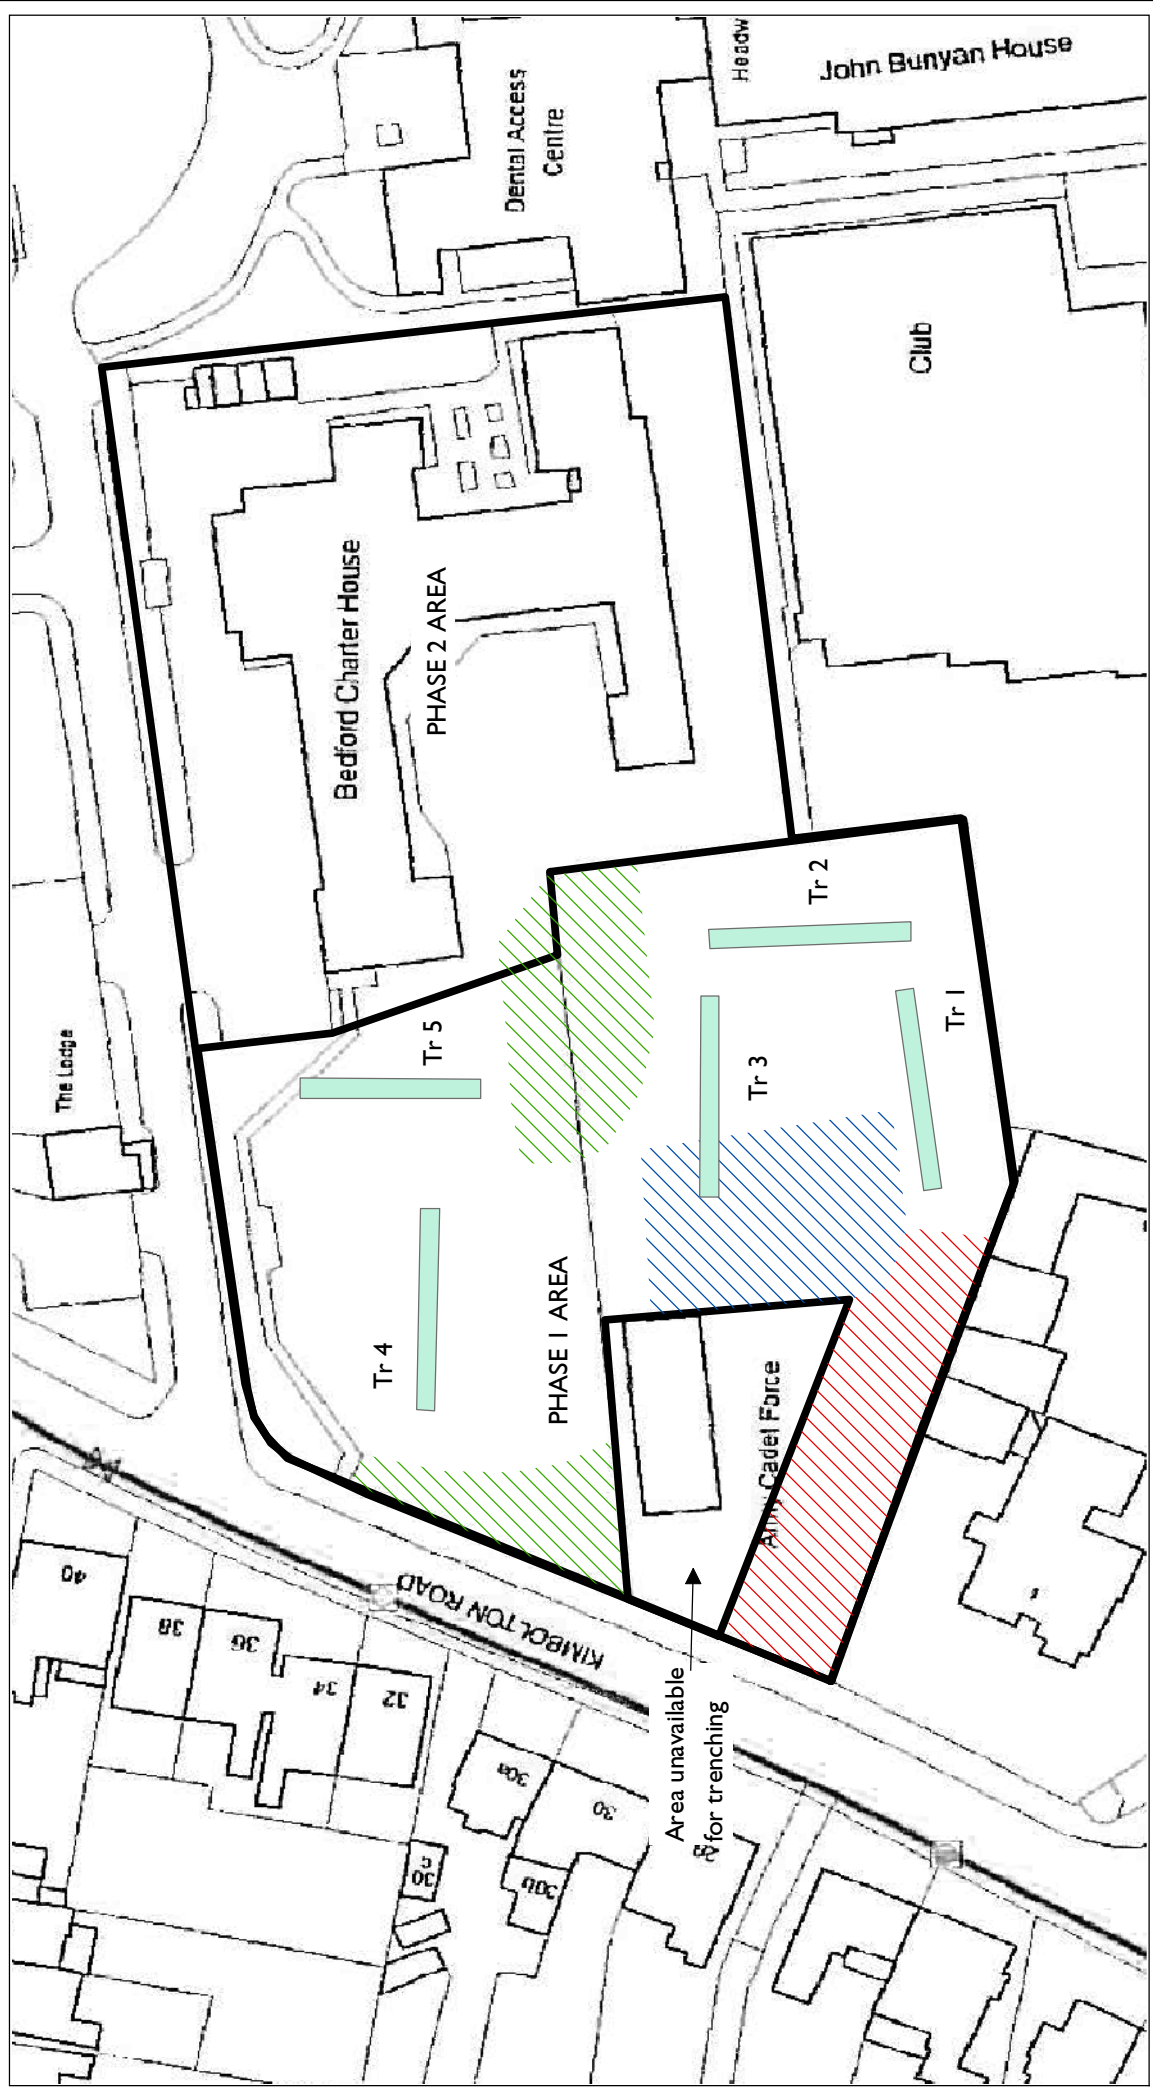 Headw
John Bunyan House
Dental Access
Centre
Club
Bedford Charter House
PHASE 2 AREA
The Lodge
Tr 5
Tr 2
Tr 3
Tr 1
Tr 4
PHASE 1 AREA
Army Cadet Force
KIMBOLTON ROAD
Area unavailable
for trenching
40
38
36
34
32
30a
30
30b
30